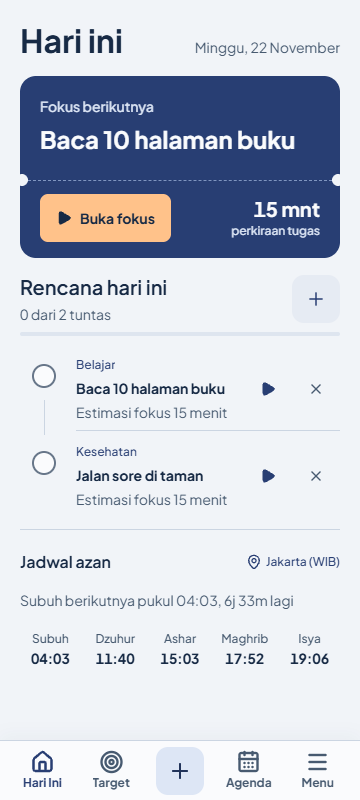 Hari ini
Minggu, 22 November
Fokus berikutnya
Baca 10 halaman buku
Buka fokus
15 mnt
perkiraan tugas
Rencana hari ini
0 dari 2 tuntas
Belajar
Baca 10 halaman buku
Estimasi fokus 15 menit
Kesehatan
Jalan sore di taman
Estimasi fokus 15 menit
Jadwal azan
Jakarta (WIB)
Subuh berikutnya pukul 04:03, 6j 33m lagi
Subuh Dzuhur Ashar Maghrib Isya
04:03 11:40 15:03 17:52 19:06
Hari Ini Target Agenda Menu